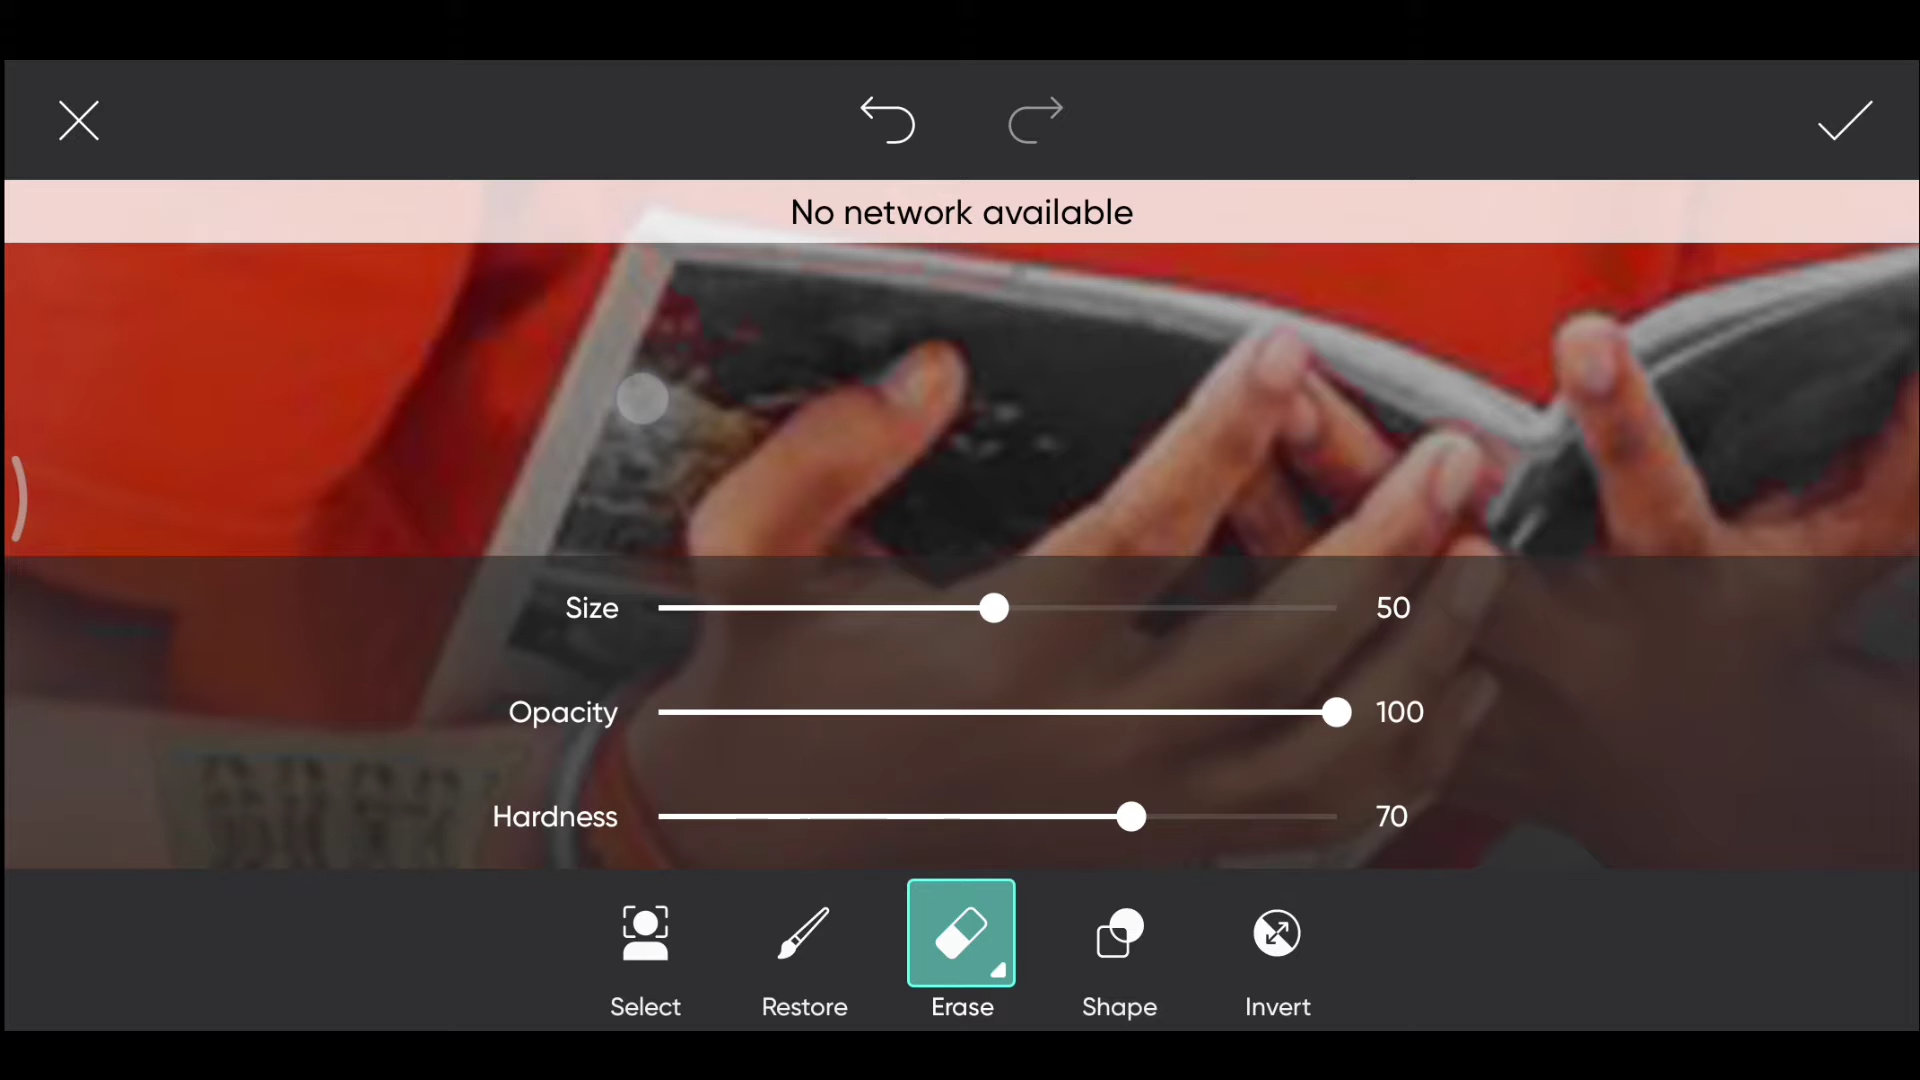 No network available
Size 50
Opacity 100
Hardness 70
Select Restore Erase Shape Invert